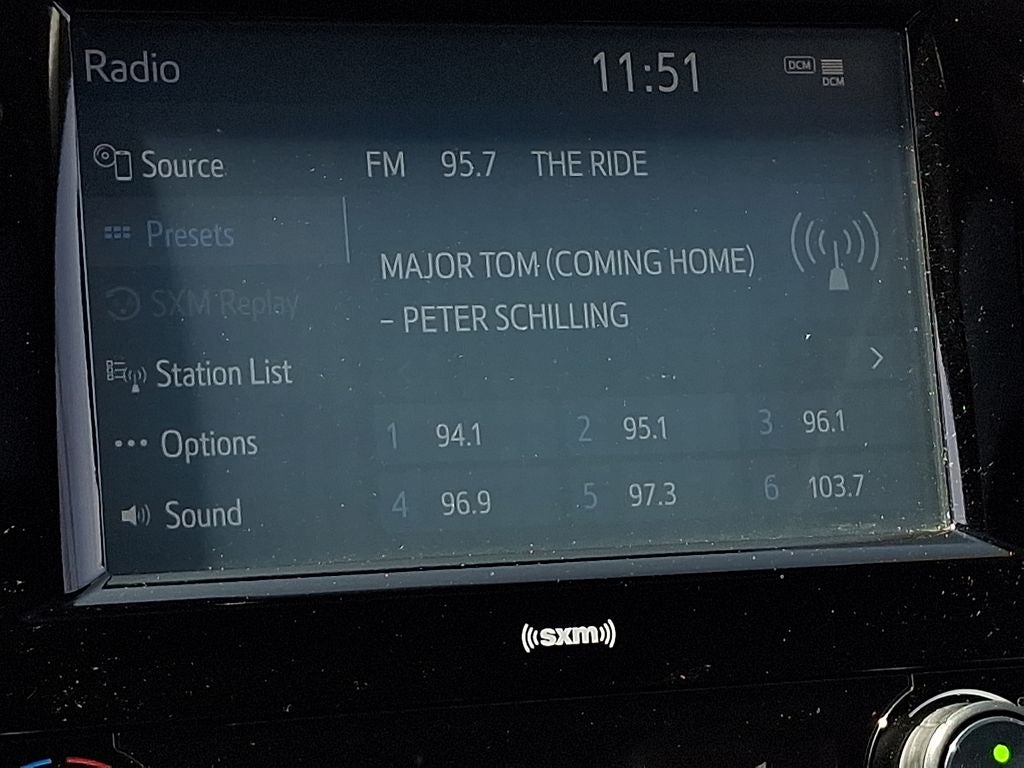 Radio 11:51 DCM DCM
Source FM 95.7 THE RIDE
Presets
MAJOR TOM (COMING HOME)
SXM Replay
– PETER SCHILLING
Station List
Options 1 94.1 2 95.1 3 96.1
Sound 4 96.9 5 97.3 6 103.7
sxm